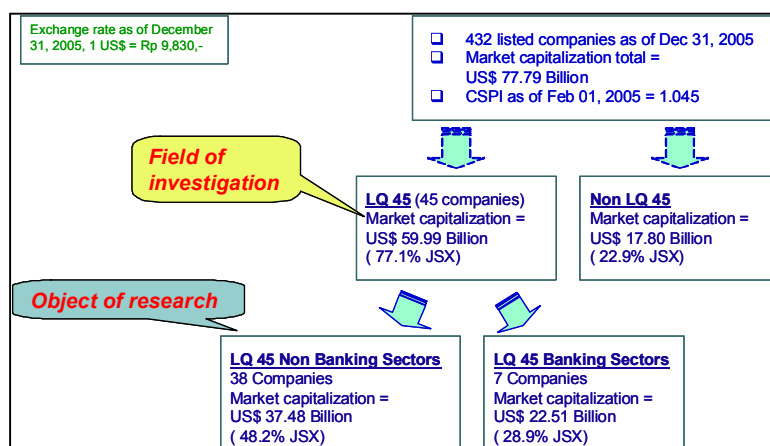 Exchange rate as of December
31, 2005, 1 US$ = Rp 9,830,-
432 listed companies as of Dec 31, 2005
Market capitalization total =
US$ 77.79 Billion
CSPI as of Feb 01, 2005 = 1.045
Field of
investigation
LQ 45 (45 companies)
Market capitalization =
US$ 59.99 Billion
( 77.1% JSX)
Non LQ 45
Market capitalization =
US$ 17.80 Billion
( 22.9% JSX)
Object of research
LQ 45 Non Banking Sectors
38 Companies
Market capitalization =
US$ 37.48 Billion
( 48.2% JSX)
LQ 45 Banking Sectors
7 Companies
Market capitalization =
US$ 22.51 Billion
( 28.9% JSX)